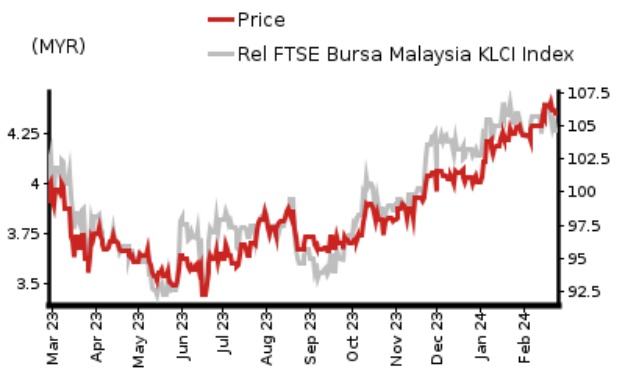 Price
(MYR)
Rel FTSE Bursa Malaysia KLCI Index
107.5
4.25
105
102.5
4
100
3.75
97.5
95
3.5
92.5
Mar 23
Apr 23
May 23
Jun 23
Jul 23
Aug 23
Sep 23
Oct 23
Nov 23
Dec 23
Jan 24
Feb 24